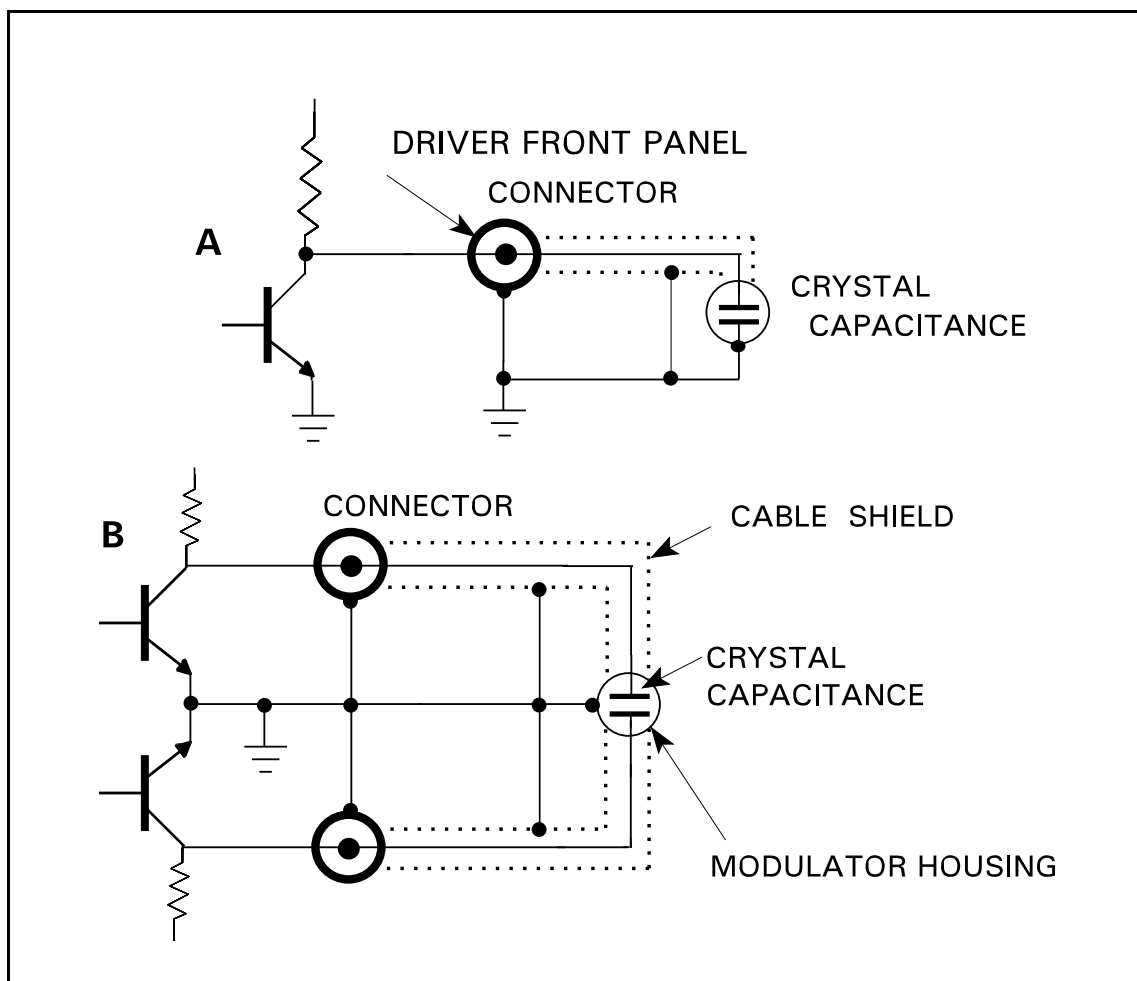 DRIVER FRONT PANEL
CONNECTOR
A
CRYSTAL
CAPACITANCE
CONNECTOR
CABLE SHIELD
B
CRYSTAL
CAPACITANCE
MODULATOR HOUSING